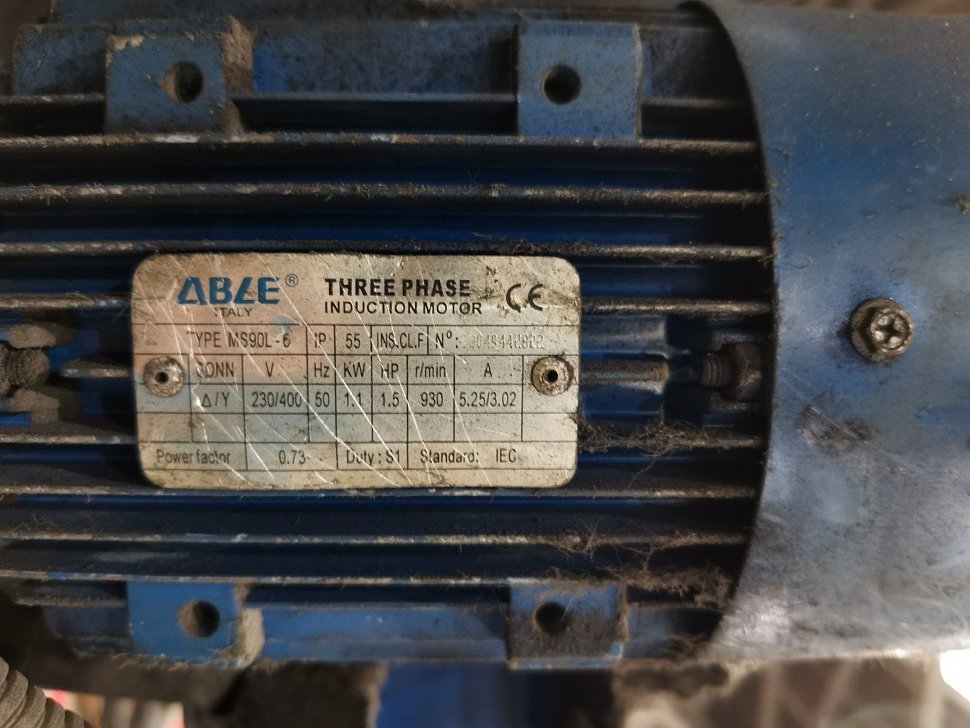 ABLE®
ITALY
THREE PHASE
INDUCTION MOTOR
CE
TYPE MS90L-6 IP 55 INS.CL.F Nº:
CONN V Hz KW HP r/min A
Δ/Y 230/400 50 1.1 1.5 930 5.25/3.02
Power factor 0.73 Duty: S1 Standard: IEC